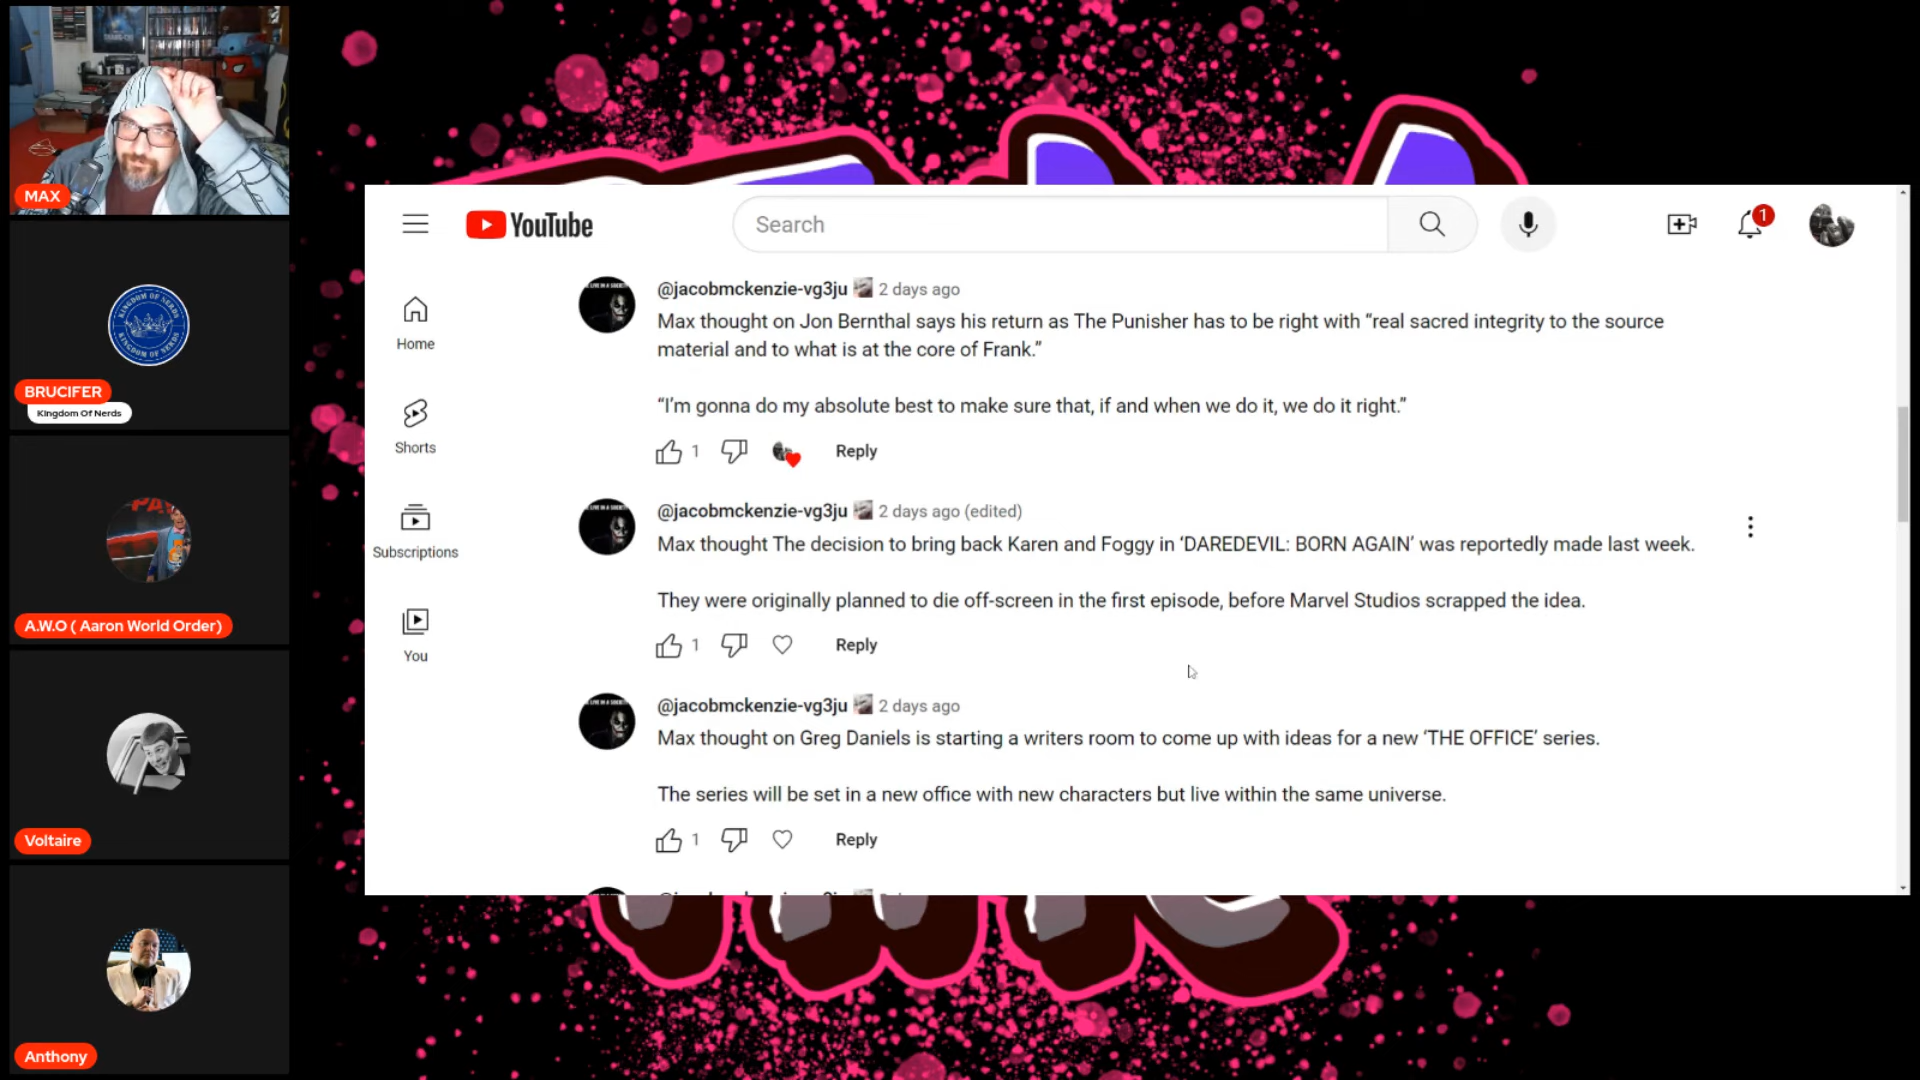 MAX
KINGDOM OF NERDS
KINGDOM OF NERDS
BRUCIFER
Kingdom Of Nerds
A.W.O ( Aaron World Order)
Voltaire
Anthony
YouTube
Search
1
Home
Shorts
Subscriptions
You
@jacobmckenzie-vg3ju 2 days ago
Max thought on Jon Bernthal says his return as The Punisher has to be right with “real sacred integrity to the source
material and to what is at the core of Frank.”
“I’m gonna do my absolute best to make sure that, if and when we do it, we do it right.”
1 Reply
@jacobmckenzie-vg3ju 2 days ago (edited)
Max thought The decision to bring back Karen and Foggy in ‘DAREDEVIL: BORN AGAIN’ was reportedly made last week.
They were originally planned to die off-screen in the first episode, before Marvel Studios scrapped the idea.
1 Reply
@jacobmckenzie-vg3ju 2 days ago
Max thought on Greg Daniels is starting a writers room to come up with ideas for a new ‘THE OFFICE’ series.
The series will be set in a new office with new characters but live within the same universe.
1 Reply